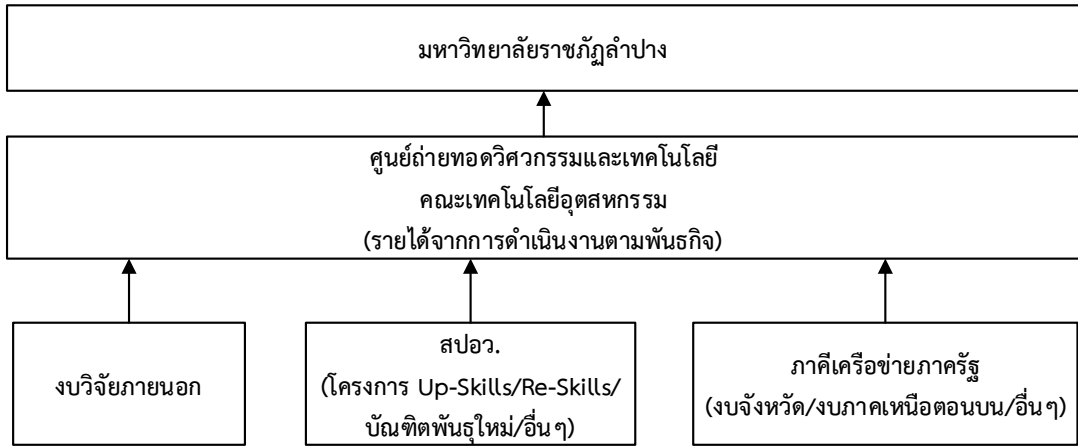 มหาวิทยาลัยราชภัฏลำปาง
ศูนย์ถ่ายทอดวิศวกรรมและเทคโนโลยี
คณะเทคโนโลยีอุตสหกรรม
(รายได้จากการดำเนินงานตามพันธกิจ)
งบวิจัยภายนอก
สปอว.
(โครงการ Up-Skills/Re-Skills/
บัณฑิตพันธุใหม่/อื่นๆ)
ภาคีเครือข่ายภาครัฐ
(งบจังหวัด/งบภาคเหนือตอนบน/อื่นๆ)